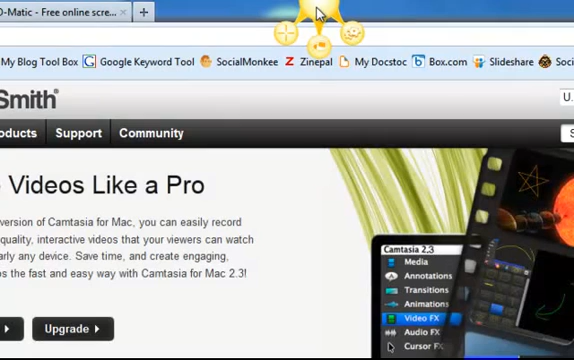 O-Matic - Free online scre...
My Blog Tool Box Google Keyword Tool SocialMonkee Zinepal My Docstoc Box.com Slideshare Soci
Smith
U.
oducts Support Community
S
Videos Like a Pro
version of Camtasia for Mac, you can easily record
quality, interactive videos that your viewers can watch
arly any device. Save time, and create engaging,
os the fast and easy way with Camtasia for Mac 2.3!
Upgrade
Camtasia 2.3
Media
Annotations
Transitions
Animations
Video FX
Audio FX
Cursor FX